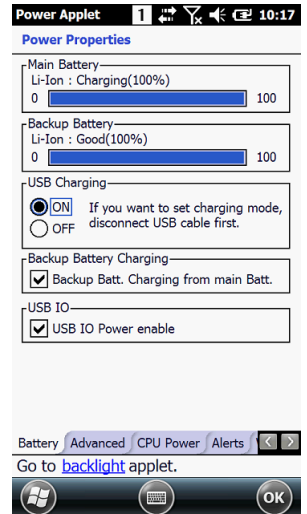 Power Applet 1 10:17
Power Properties
Main Battery
Li-Ion : Charging(100%)
0 100
Backup Battery
Li-Ion : Good(100%)
0 100
USB Charging
ON If you want to set charging mode,
OFF disconnect USB cable first.
Backup Battery Charging
Backup Batt. Charging from main Batt.
USB IO
USB IO Power enable
Battery Advanced CPU Power Alerts
Go to backlight applet.
OK